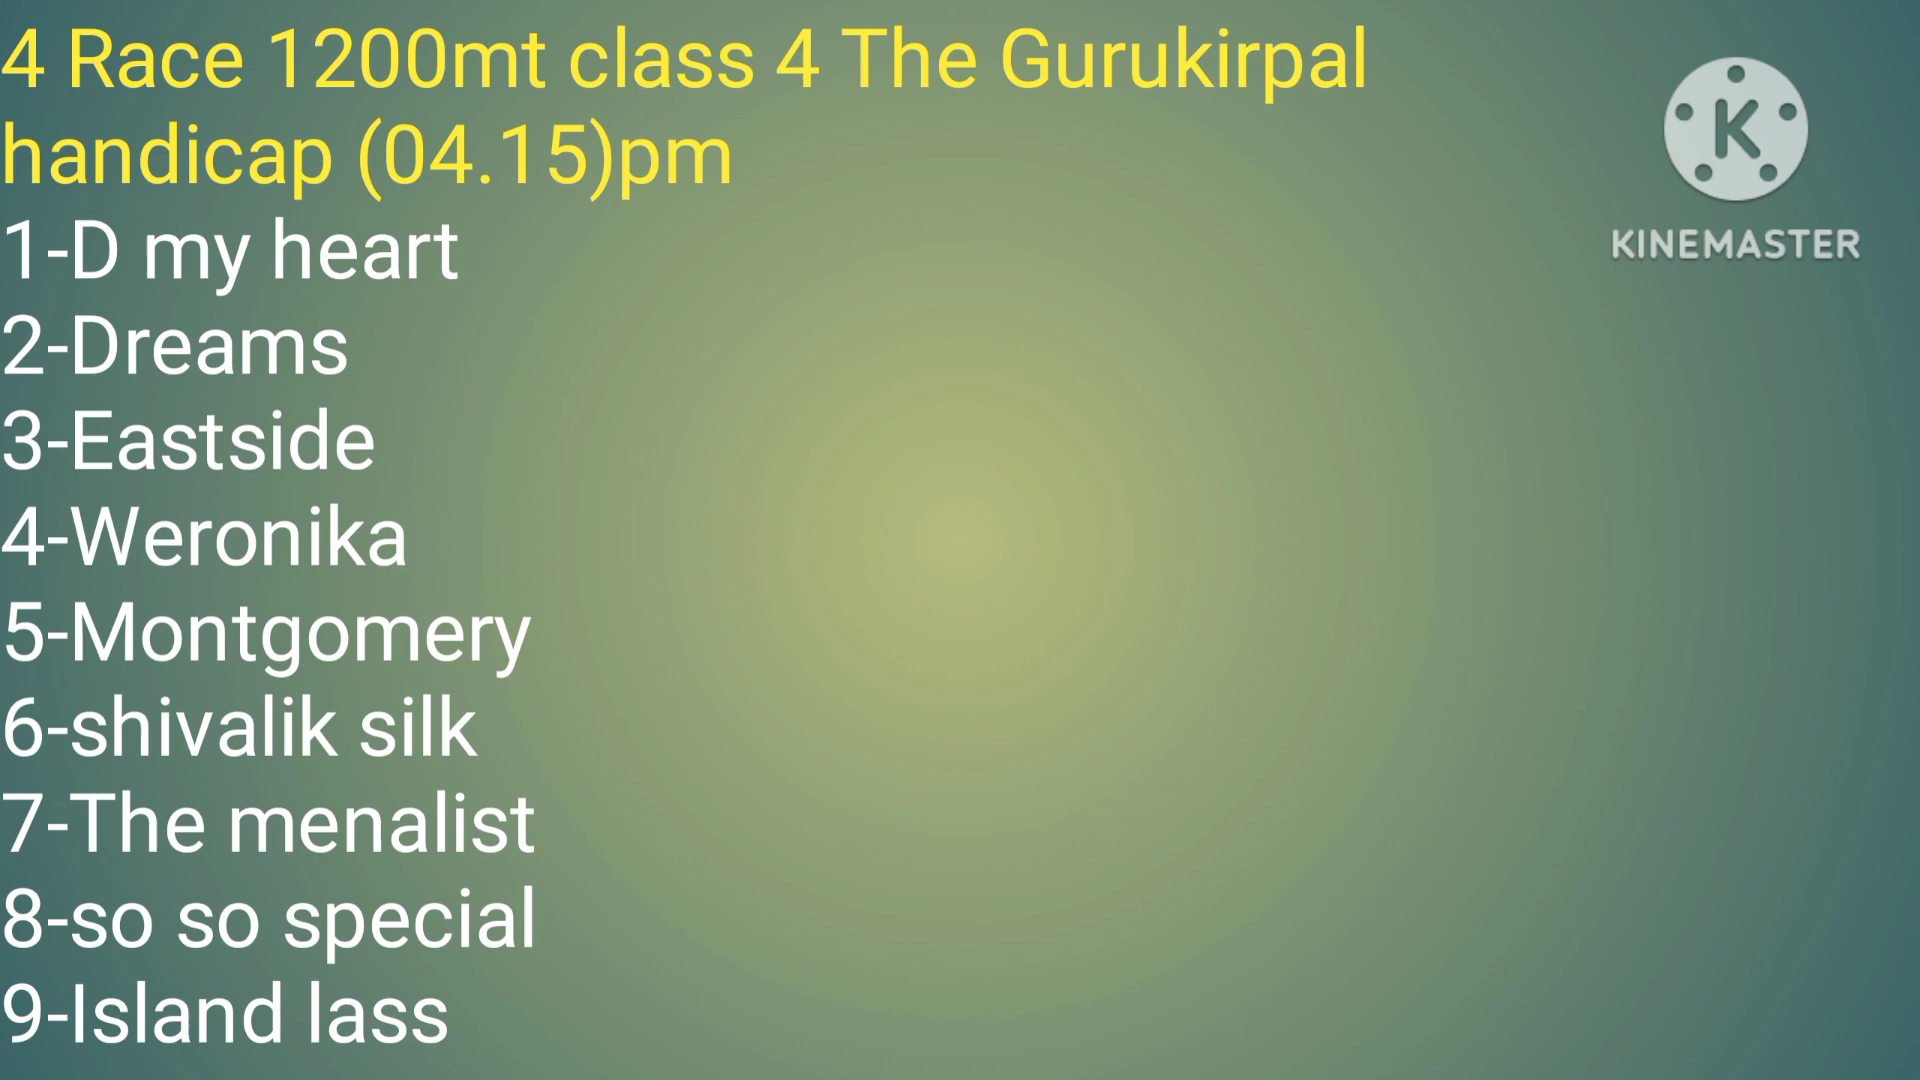 4 Race 1200mt class 4 The Gurukirpal
handicap (04.15)pm
1-D my heart
2-Dreams
3-Eastside
4-Weronika
5-Montgomery
6-shivalik silk
7-The menalist
8-so so special
9-Island lass
K
KINEMASTER